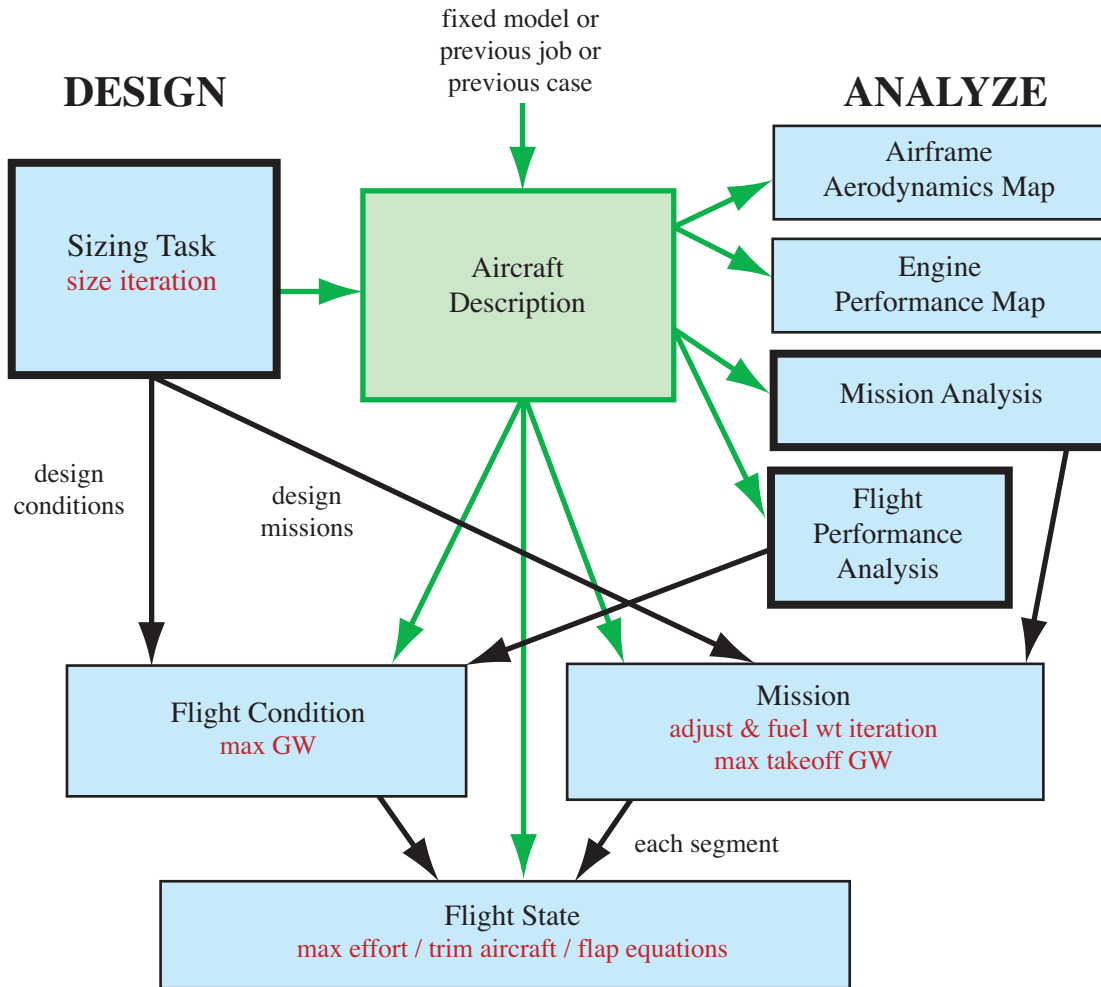 fixed model or
previous job or
previous case
DESIGN
ANALYZE
Airframe
Aerodynamics Map
Sizing Task
size iteration
Aircraft
Description
Engine
Performance Map
Mission Analysis
design
conditions
design
missions
Flight
Performance
Analysis
Flight Condition
max GW
Mission
adjust & fuel wt iteration
max takeoff GW
each segment
Flight State
max effort / trim aircraft / flap equations